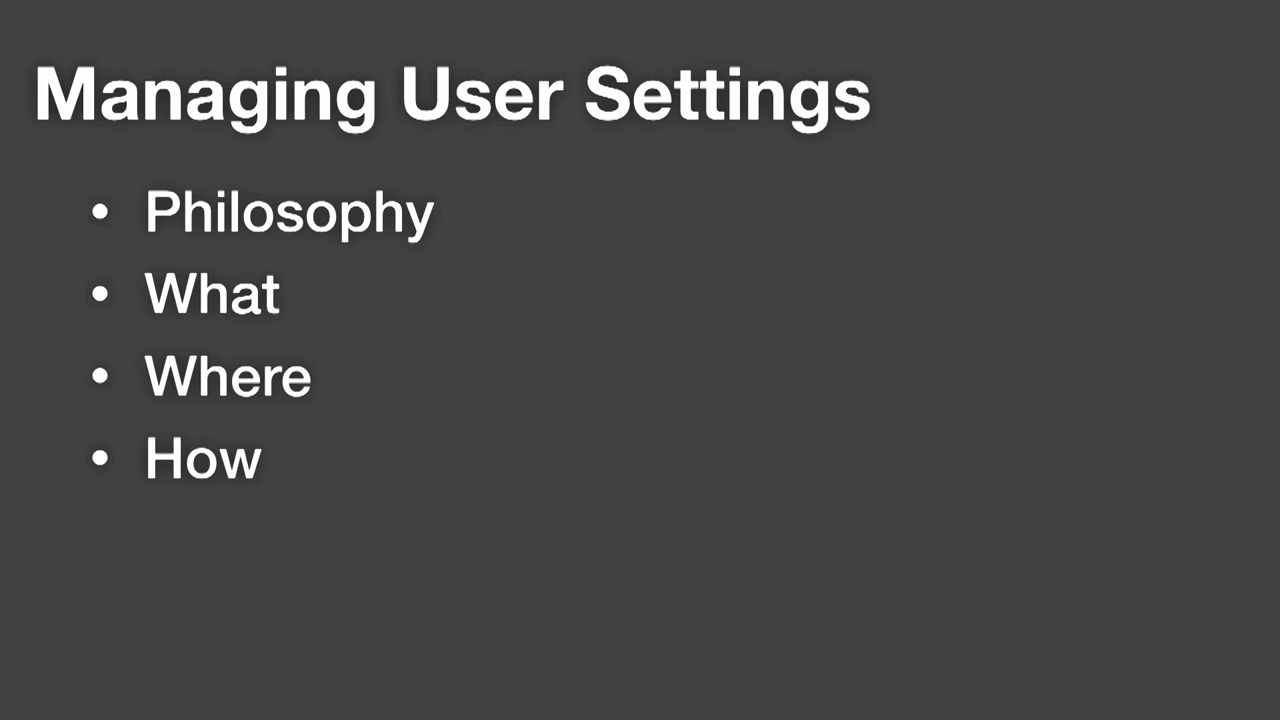 Managing User Settings
• Philosophy
• What
• Where
• How